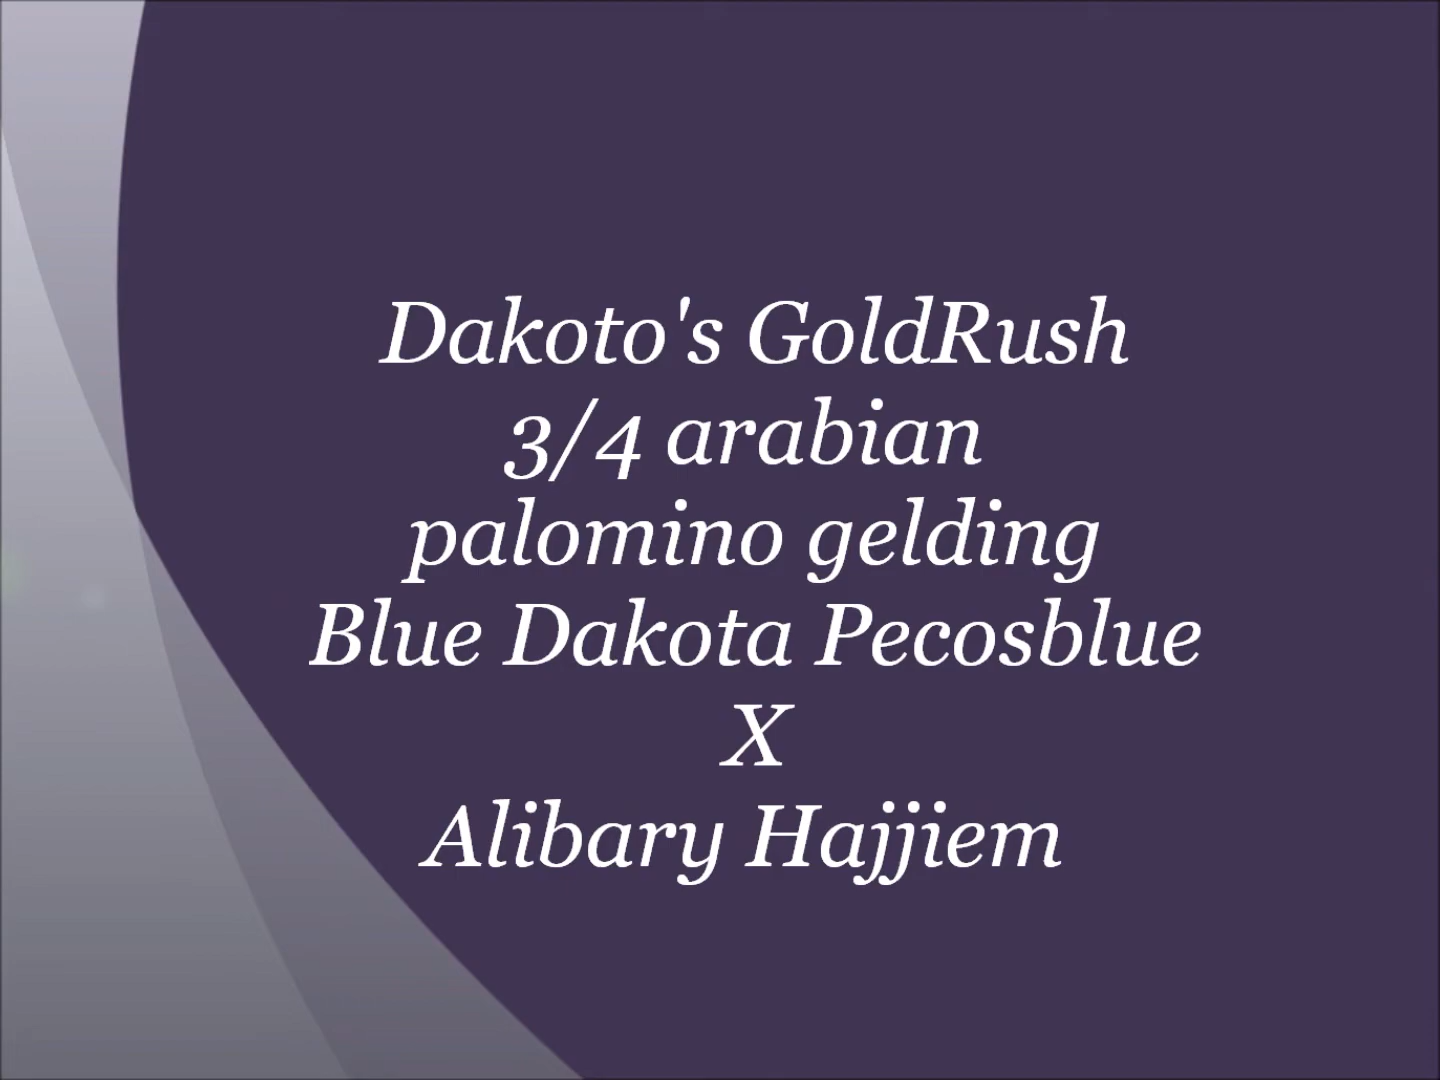 Dakoto's GoldRush
3/4 arabian
palomino gelding
Blue Dakota Pecosblue
X
Alibary Hajjiem